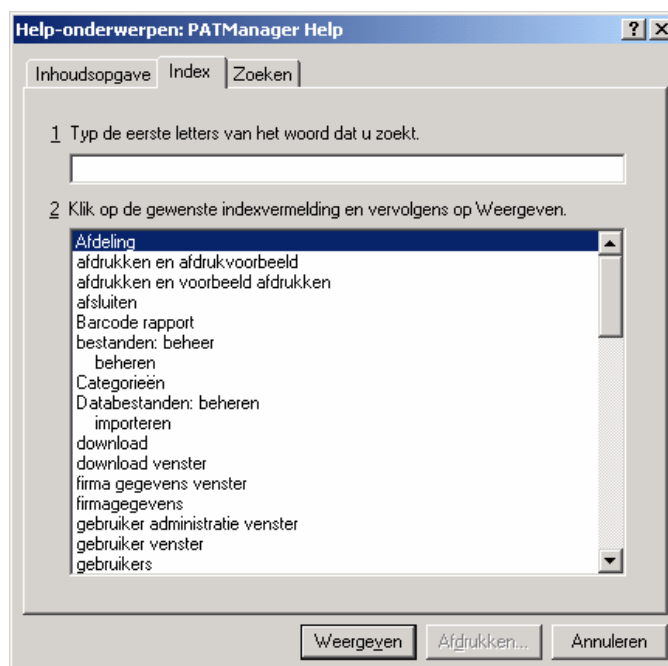 Help-onderwerpen: PATManager Help
Inhoudsopgave Index Zoeken
1 Typ de eerste letters van het woord dat u zoekt.
2 Klik op de gewenste indexvermelding en vervolgens op Weergeven.
Afdeling
afdrukken en afdrukvoorbeeld
afdrukken en voorbeeld afdrukken
afsluiten
Barcode rapport
bestanden: beheer
beheren
Categorieën
Databestanden: beheren
importeren
download
download venster
firma gegevens venster
firmagegevens
gebruiker administratie venster
gebruiker venster
gebruikers
Weergeven Afdrukken... Annuleren